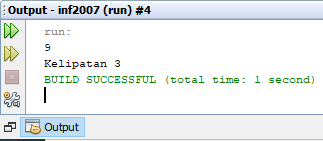 Output - inf2007 (run) #4
run:
9
Kelipatan 3
BUILD SUCCESSFUL (total time: 1 second)
Output